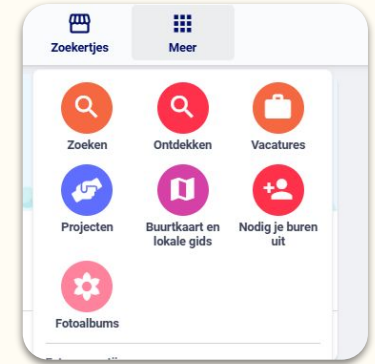 Zoekertjes Meer
Zoeken Ontdekken Vacatures
Projecten Buurtkaart en Nodig je buren
lokale gids uit
Fotoalbums